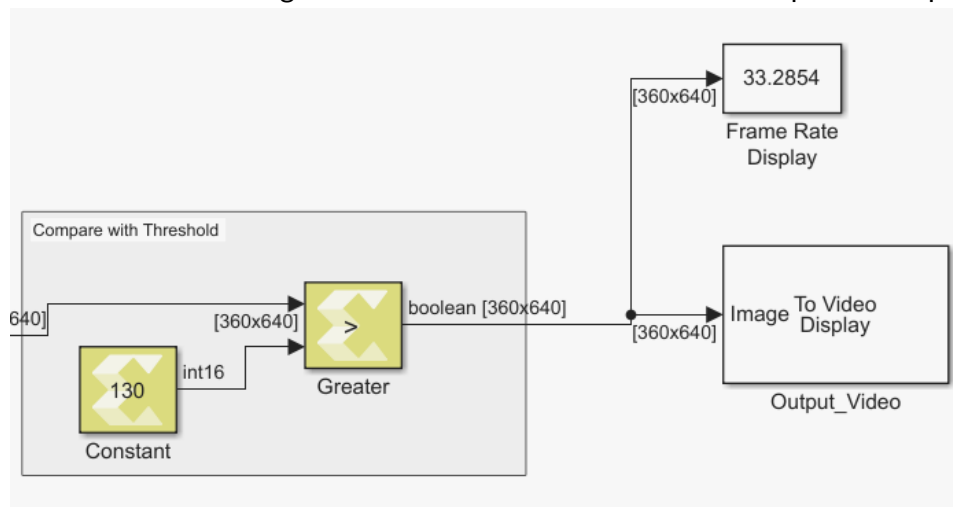 33.2854
[360x640]
Frame Rate
Display
Compare with Threshold
640]
[360x640]
>
boolean [360x640]
Greater
130
int16
Constant
[360x640]
Image
To Video
Display
Output_Video